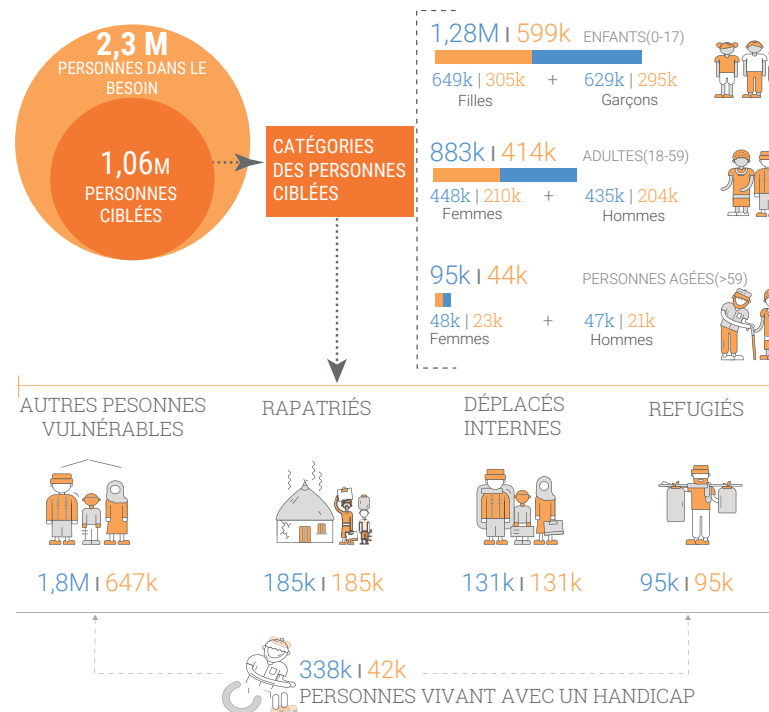 2,3 M
PERSONNES DANS LE
BESOIN
1,06M
PERSONNES
CIBLÉES
CATÉGORIES
DES PERSONNES
CIBLÉES
1,28M I 599k ENFANTS(0-17)
649k | 305k + 629k | 295k
Filles Garçons
883k I 414k ADULTES(18-59)
448k | 210k + 435k | 204k
Femmes Hommes
95k I 44k PERSONNES AGÉES(>59)
48k | 23k + 47k | 21k
Femmes Hommes
AUTRES PESONNES
VULNÉRABLES
RAPATRIÉS
DÉPLACÉS
INTERNES
REFUGIÉS
1,8M I 647k
185k I 185k
131k I 131k
95k I 95k
338k I 42k
PERSONNES VIVANT AVEC UN HANDICAP